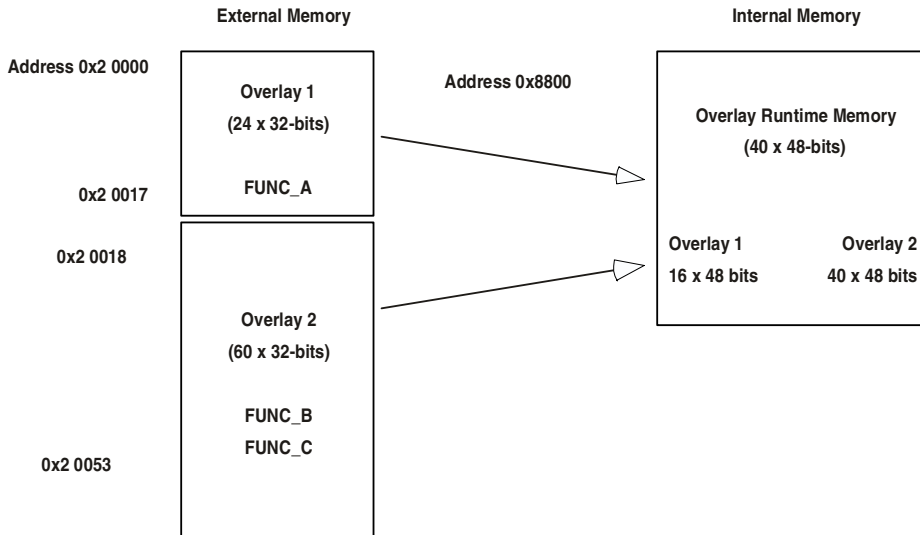 External Memory
Internal Memory
Address 0x2 0000
Overlay 1
(24 x 32-bits)
FUNC_A
0x2 0017
Address 0x8800
Overlay Runtime Memory
(40 x 48-bits)
Overlay 1
16 x 48 bits
Overlay 2
40 x 48 bits
0x2 0018
Overlay 2
(60 x 32-bits)
FUNC_B
FUNC_C
0x2 0053